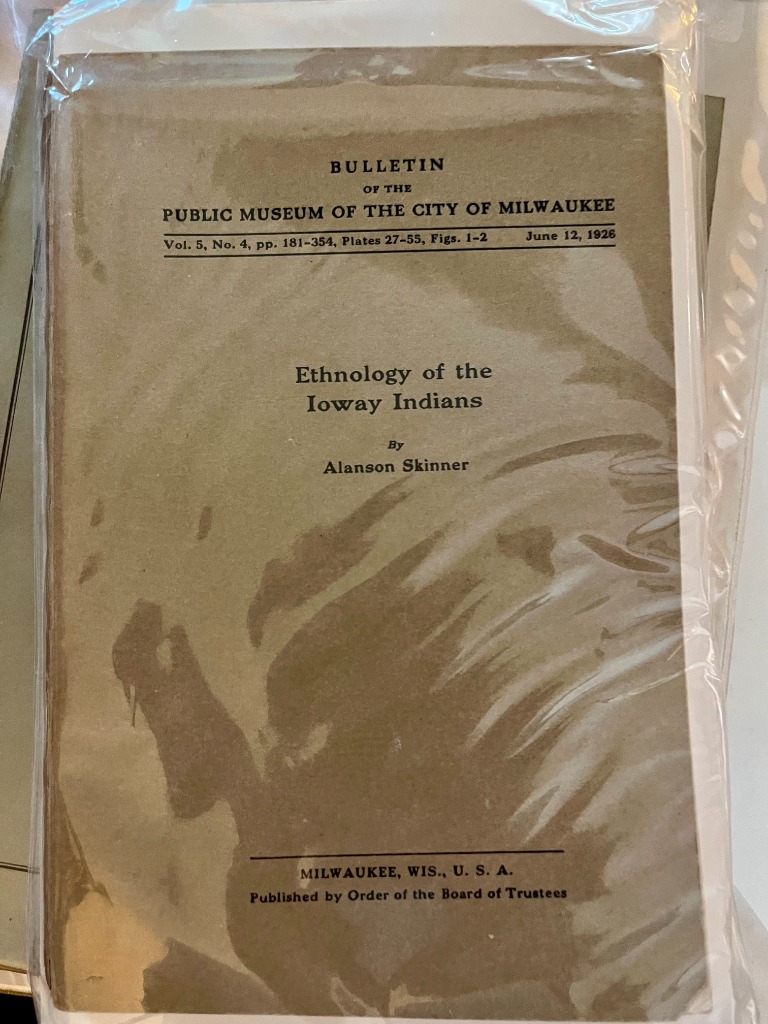 BULLETIN
OF THE
PUBLIC MUSEUM OF THE CITY OF MILWAUKEE
Vol. 5, No. 4, pp. 181-354, Plates 27-55, Figs. 1-2 June 12, 1926
Ethnology of the
Ioway Indians
By
Alanson Skinner
MILWAUKEE, WIS., U. S. A.
Published by Order of the Board of Trustees